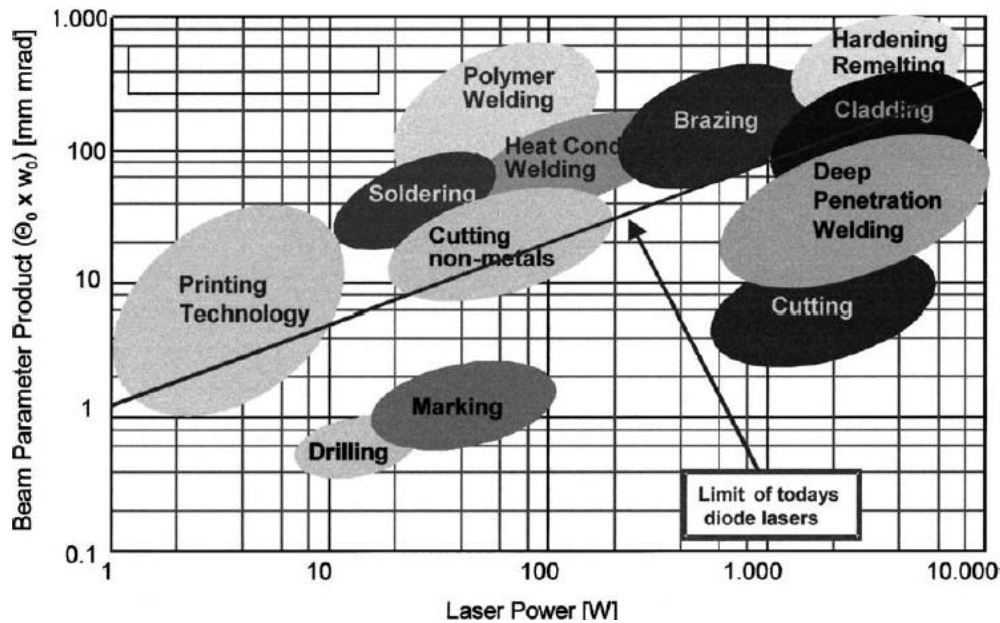 1.000
100
10
1
0.1
Beam Parameter Product (Θ₀ x w₀) [mm mrad]
Hardening
Remelting
Polymer
Welding
Cladding
Brazing
Heat Cond
Welding
Deep
Penetration
Welding
Soldering
Cutting
non-metals
Printing
Technology
Cutting
Marking
Drilling
Limit of todays
diode lasers
1
10
100
1.000
10.000
Laser Power [W]